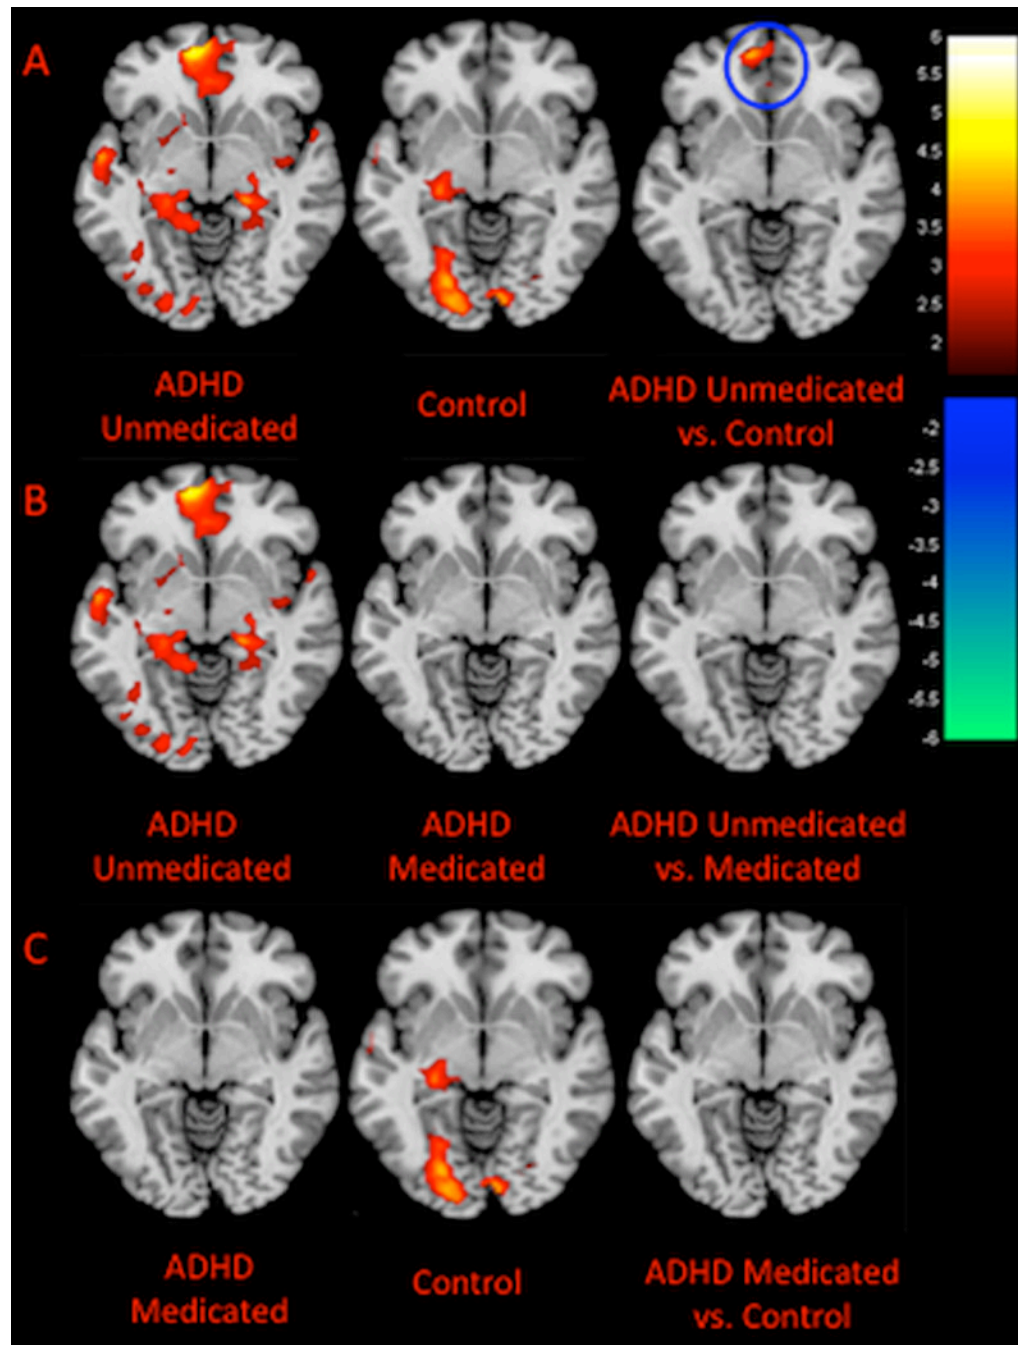 A
6
5.5
5
4.5
4
3.5
3
2.5
2
ADHD
Unmedicated
Control
ADHD Unmedicated
vs. Control
-2
-2.5
-3
-3.5
-4
-4.5
-5
-5.5
-6
B
ADHD
Unmedicated
ADHD
Medicated
ADHD Unmedicated
vs. Medicated
C
ADHD
Medicated
Control
ADHD Medicated
vs. Control